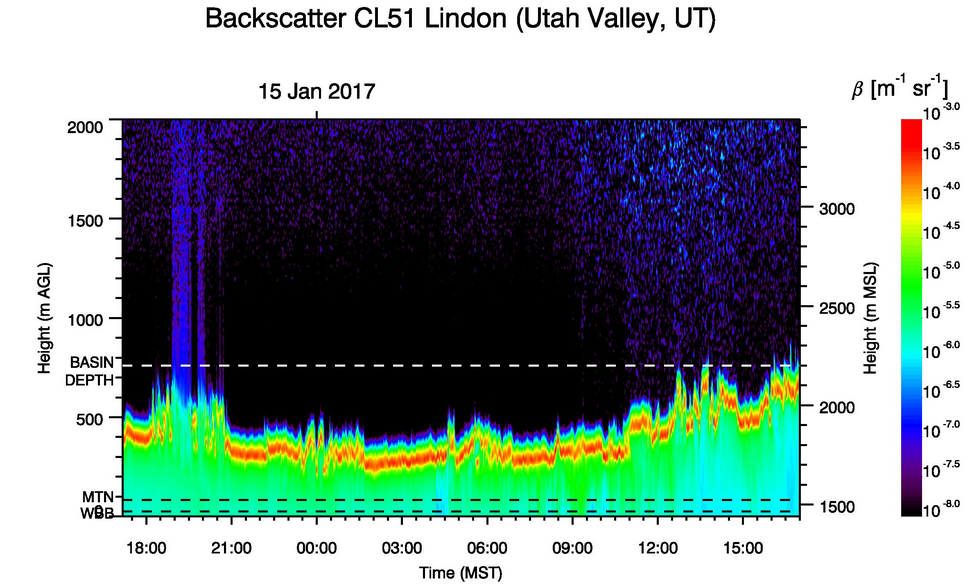 Backscatter CL51 Lindon (Utah Valley, UT)
15 Jan 2017
β [m-1 sr-1]
2000
1500
1000
BASIN
DEPTH
500
MTN
WBB
0
Height (m AGL)
3000
2500
2000
1500
Height (m MSL)
10-3.0
10-3.5
10-4.0
10-4.5
10-5.0
10-5.5
10-6.0
10-6.5
10-7.0
10-7.5
10-8.0
18:00 21:00 00:00 03:00 06:00 09:00 12:00 15:00
Time (MST)